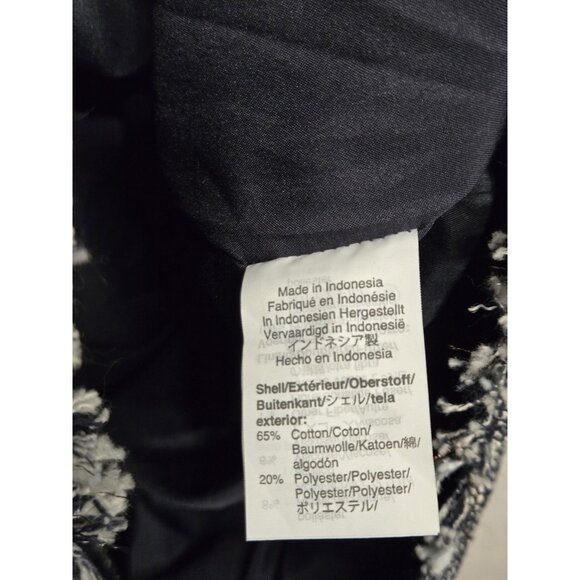 Made in Indonesia
Fabriqué en Indonésie
In Indonesien Hergestellt
Vervaardigd in Indonesië
インドネシア製
Hecho en Indonesia
Shell/Extérieur/Oberstoff/
Buitenkant/シェル/tela
exterior:
65% Cotton/Coton/
Baumwolle/Katoen/綿/
algodón
20% Polyester/Polyester/
Polyester/Polyester/
ポリエステル/